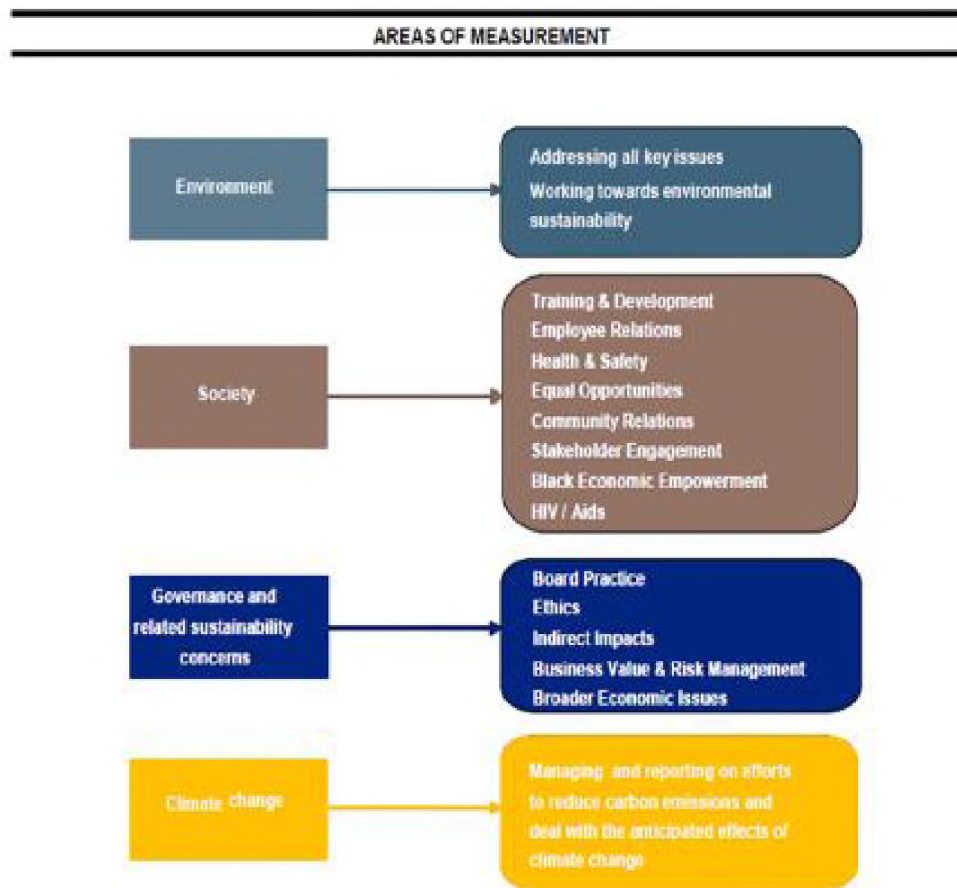 AREAS OF MEASUREMENT
Environment
Addressing all key issues
Working towards environmental
sustainability
Society
Training & Development
Employee Relations
Health & Safety
Equal Opportunities
Community Relations
Stakeholder Engagement
Black Economic Empowerment
HIV / Aids
Governance and
related sustainability
concerns
Board Practice
Ethics
Indirect Impacts
Business Value & Risk Management
Broader Economic Issues
Climate change
Managing and reporting on efforts
to reduce carbon emissions and
deal with the anticipated effects of
climate change